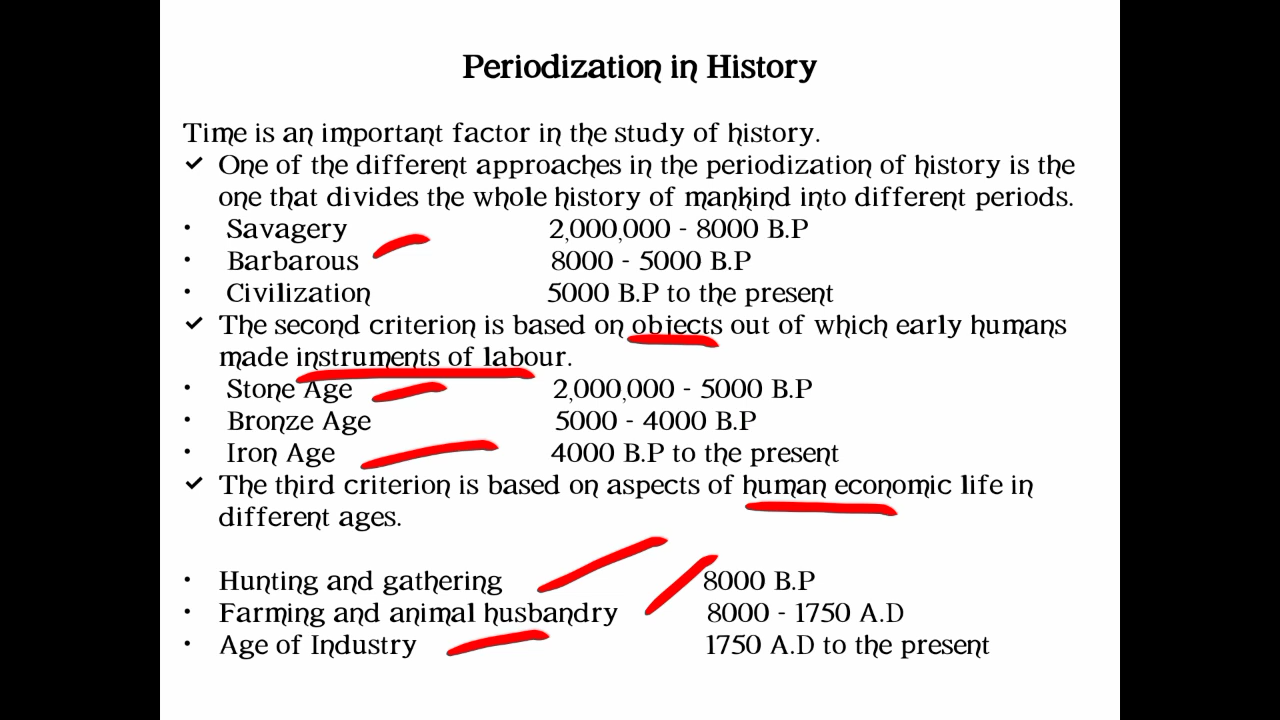 Periodization in History
Time is an important factor in the study of history.
✓ One of the different approaches in the periodization of history is the
one that divides the whole history of mankind into different periods.
• Savagery 2,000,000 - 8000 B.P
• Barbarous 8000 - 5000 B.P
• Civilization 5000 B.P to the present
✓ The second criterion is based on objects out of which early humans
made instruments of labour.
• Stone Age 2,000,000 - 5000 B.P
• Bronze Age 5000 - 4000 B.P
• Iron Age 4000 B.P to the present
✓ The third criterion is based on aspects of human economic life in
different ages.
• Hunting and gathering 8000 B.P
• Farming and animal husbandry 8000 - 1750 A.D
• Age of Industry 1750 A.D to the present